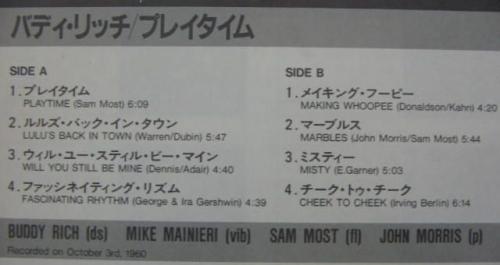 バディ・リッチ/プレイタイム
SIDE A
1. プレイタイム
PLAYTIME (Sam Most) 6:09
2. ルルズ・バック・イン・タウン
LULU'S BACK IN TOWN (Warren/Dubin) 5:47
3. ウィル・ユー・スティル・ビー・マイン
WILL YOU STILL BE MINE (Dennis/Adair) 4:40
4. ファッシネイティング・リズム
FASCINATING RHYTHM (George & Ira Gershwin) 4:39
SIDE B
1. メイキング・フーピー
MAKING WHOOPEE (Donaldson/Kahn) 4:20
2. マーブルス
MARBLES (John Morris/Sam Most) 5:44
3. ミスティー
MISTY (E.Garner) 5:03
4. チーク・トゥ・チーク
CHEEK TO CHEEK (Irving Berlin) 6:14
BUDDY RICH (ds) MIKE MAINIERI (vib) SAM MOST (fl) JOHN MORRIS (p)
Recorded on October 3rd, 1960